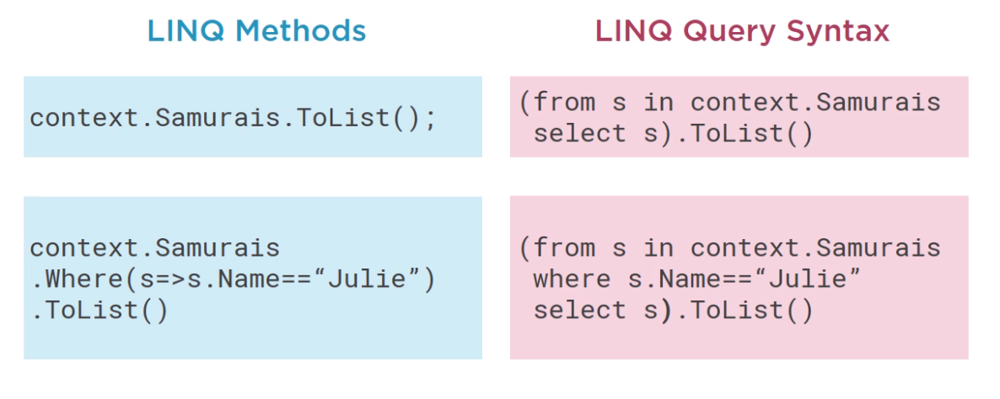 LINQ Methods
LINQ Query Syntax
context.Samurais.ToList();
(from s in context.Samurais
select s).ToList()
context.Samurais
.Where(s=>s.Name==“Julie”)
.ToList()
(from s in context.Samurais
where s.Name==“Julie”
select s).ToList()